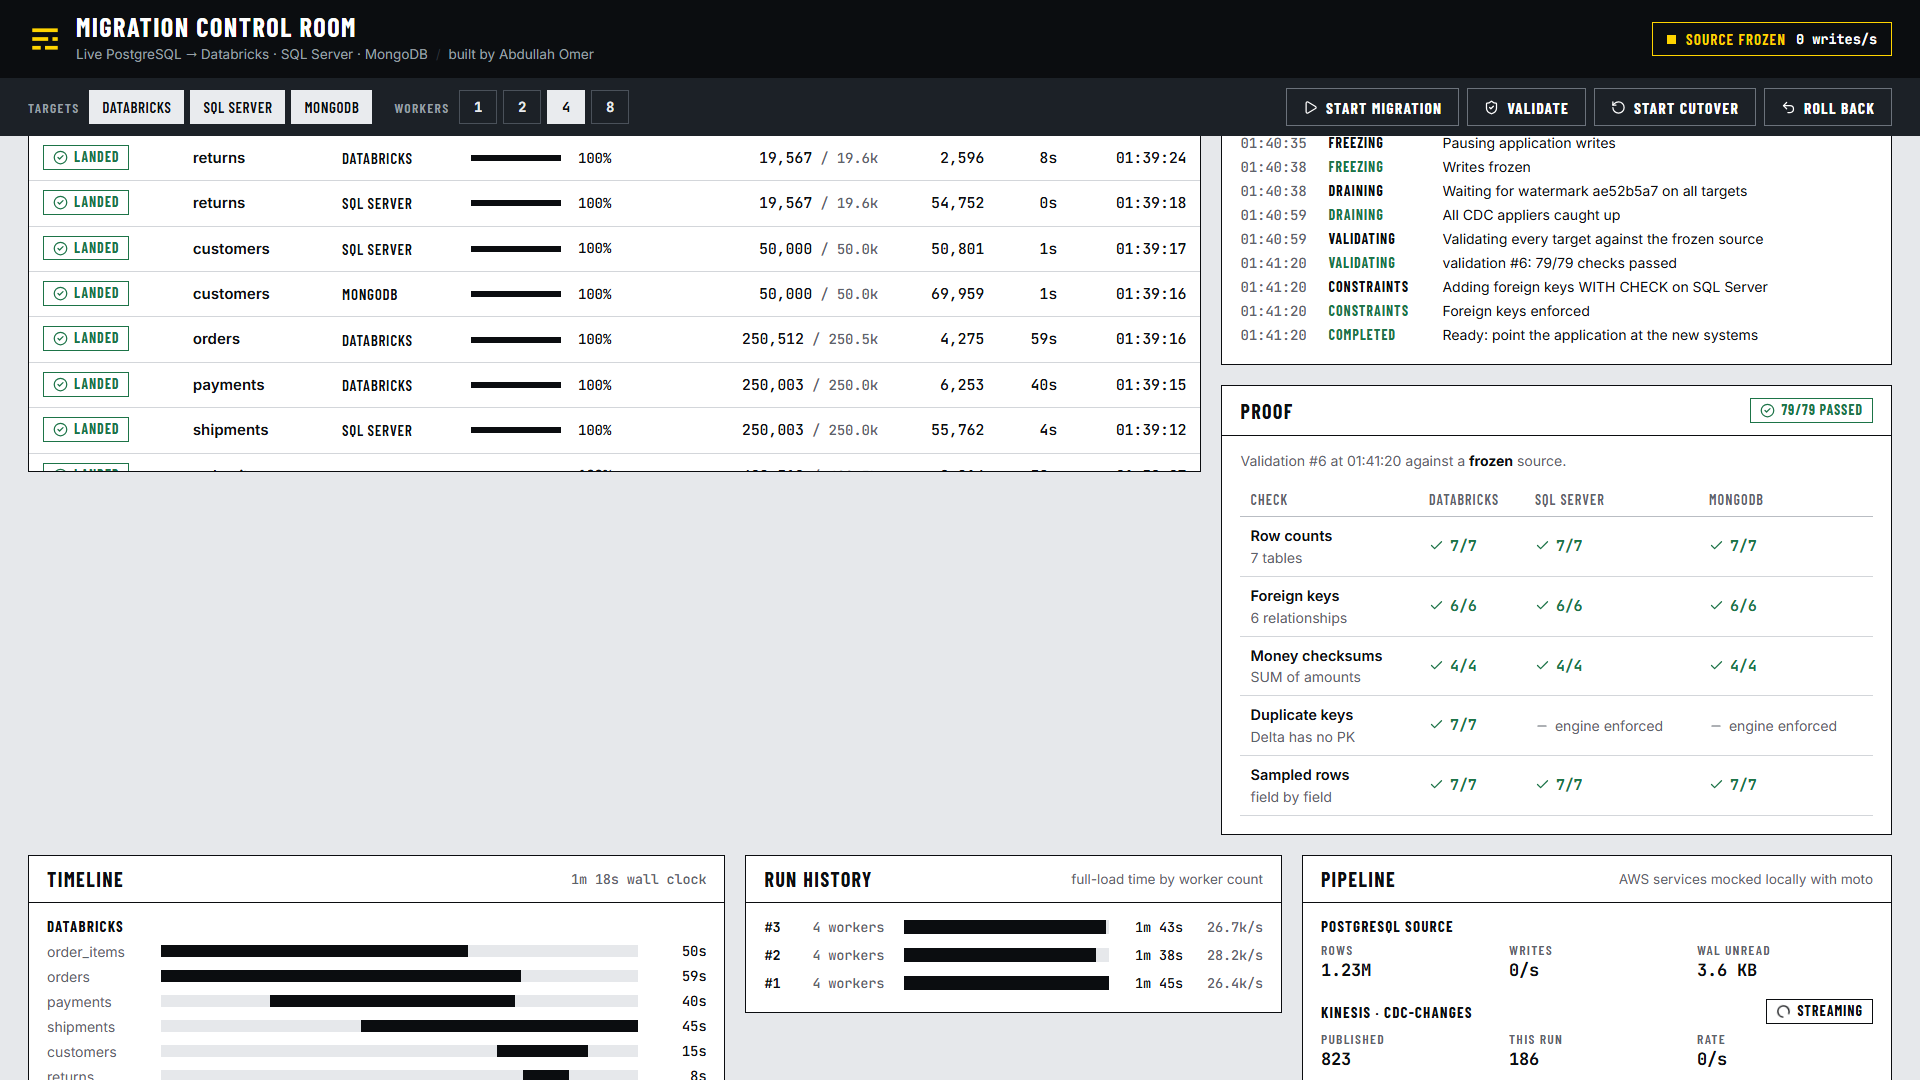 MIGRATION CONTROL ROOM
Live PostgreSQL → Databricks · SQL Server · MongoDB / built by Abdullah Omer
SOURCE FROZEN 0 writes/s
TARGETS DATABRICKS SQL SERVER MONGODB WORKERS 1 2 4 8
START MIGRATION VALIDATE START CUTOVER ROLL BACK
LANDED returns DATABRICKS 100% 19,567 / 19.6k 2,596 8s 01:39:24
LANDED returns SQL SERVER 100% 19,567 / 19.6k 54,752 0s 01:39:18
LANDED customers SQL SERVER 100% 50,000 / 50.0k 50,801 1s 01:39:17
LANDED customers MONGODB 100% 50,000 / 50.0k 69,959 1s 01:39:16
LANDED orders DATABRICKS 100% 250,512 / 250.5k 4,275 59s 01:39:16
LANDED payments DATABRICKS 100% 250,003 / 250.0k 6,253 40s 01:39:15
LANDED shipments SQL SERVER 100% 250,003 / 250.0k 55,762 4s 01:39:12
01:40:35 FREEZING Pausing application writes
01:40:38 FREEZING Writes frozen
01:40:38 DRAINING Waiting for watermark ae52b5a7 on all targets
01:40:59 DRAINING All CDC appliers caught up
01:40:59 VALIDATING Validating every target against the frozen source
01:41:20 VALIDATING validation #6: 79/79 checks passed
01:41:20 CONSTRAINTS Adding foreign keys WITH CHECK on SQL Server
01:41:20 CONSTRAINTS Foreign keys enforced
01:41:20 COMPLETED Ready: point the application at the new systems
PROOF 79/79 PASSED
Validation #6 at 01:41:20 against a frozen source.
CHECK DATABRICKS SQL SERVER MONGODB
Row counts
7 tables
7/7 7/7 7/7
Foreign keys
6 relationships
6/6 6/6 6/6
Money checksums
SUM of amounts
4/4 4/4 4/4
Duplicate keys
Delta has no PK
7/7 – engine enforced – engine enforced
Sampled rows
field by field
7/7 7/7 7/7
TIMELINE 1m 18s wall clock
DATABRICKS
order_items 50s
orders 59s
payments 40s
shipments 45s
customers 15s
returns 8s
RUN HISTORY full-load time by worker count
#3 4 workers 1m 43s 26.7k/s
#2 4 workers 1m 38s 28.2k/s
#1 4 workers 1m 45s 26.4k/s
PIPELINE AWS services mocked locally with moto
POSTGRESQL SOURCE
ROWS WRITES WAL UNREAD
1.23M 0/s 3.6 KB
KINESIS · CDC-CHANGES STREAMING
PUBLISHED THIS RUN RATE
823 186 0/s